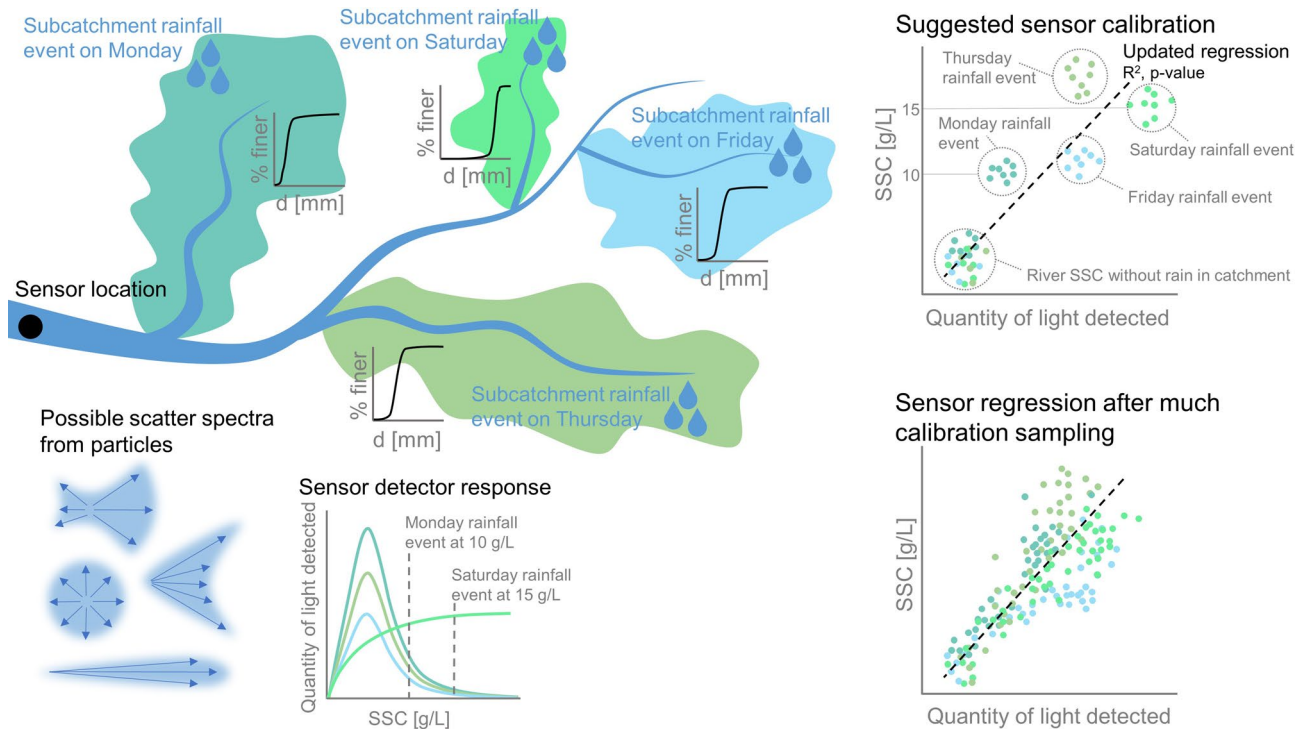 Subcatchment rainfall
event on Monday
% finer
d [mm]
Subcatchment rainfall
event on Saturday
% finer
d [mm]
Subcatchment rainfall
event on Friday
% finer
d [mm]
Sensor location
% finer
d [mm]
Subcatchment rainfall
event on Thursday
Possible scatter spectra
from particles
Sensor detector response
Quantity of light detected
Monday rainfall
event at 10 g/L
Saturday rainfall
event at 15 g/L
SSC [g/L]
Suggested sensor calibration
Thursday
rainfall event
Updated regression
R², p-value
SSC [g/L]
15
10
Monday rainfall
event
Saturday rainfall event
Friday rainfall event
River SSC without rain in catchment
Quantity of light detected
Sensor regression after much
calibration sampling
SSC [g/L]
Quantity of light detected